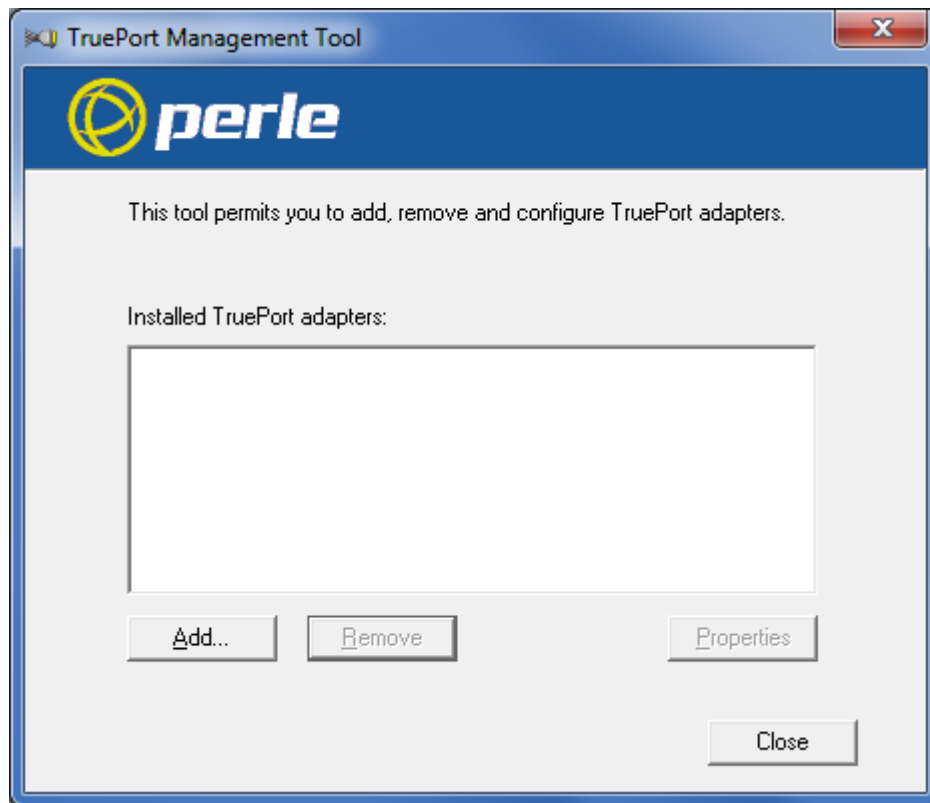 TruePort Management Tool
perle
This tool permits you to add, remove and configure TruePort adapters.
Installed TruePort adapters:
Add... Remove Properties
Close